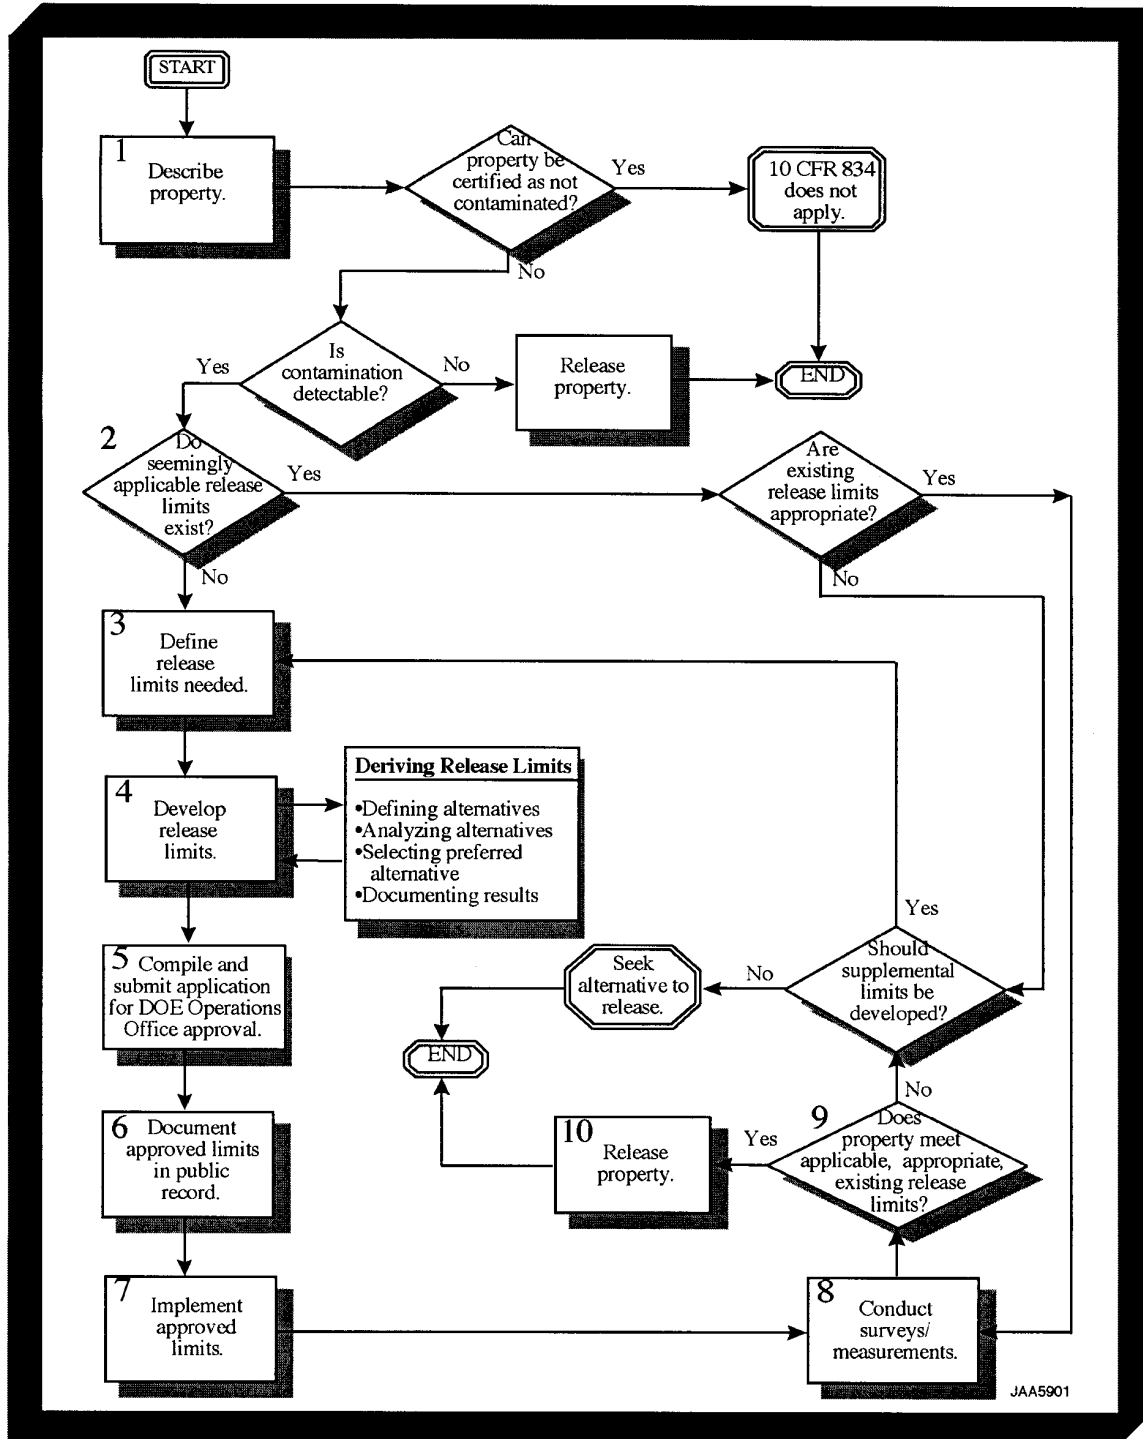 START
1
Describe
property.
Can
property be
certified as not
contaminated?
Yes
10 CFR 834
does not
apply.
No
Is
contamination
detectable?
Yes
No
Release
property.
END
2
Do
seemingly
applicable release
limits
exist?
Yes
Are
existing
release limits
appropriate?
Yes
No
No
3
Define
release
limits needed.
4
Develop
release
limits.
Deriving Release Limits
•Defining alternatives
•Analyzing alternatives
•Selecting preferred
alternative
•Documenting results
Yes
5
Compile and
submit application
for DOE Operations
Office approval.
Seek
alternative to
release.
No
Should
supplemental
limits be
developed?
END
No
6
Document
approved limits
in public
record.
10
Release
property.
Yes
9
Does
property meet
applicable, appropriate,
existing release
limits?
7
Implement
approved
limits.
8
Conduct
surveys/
measurements.
JAA5901